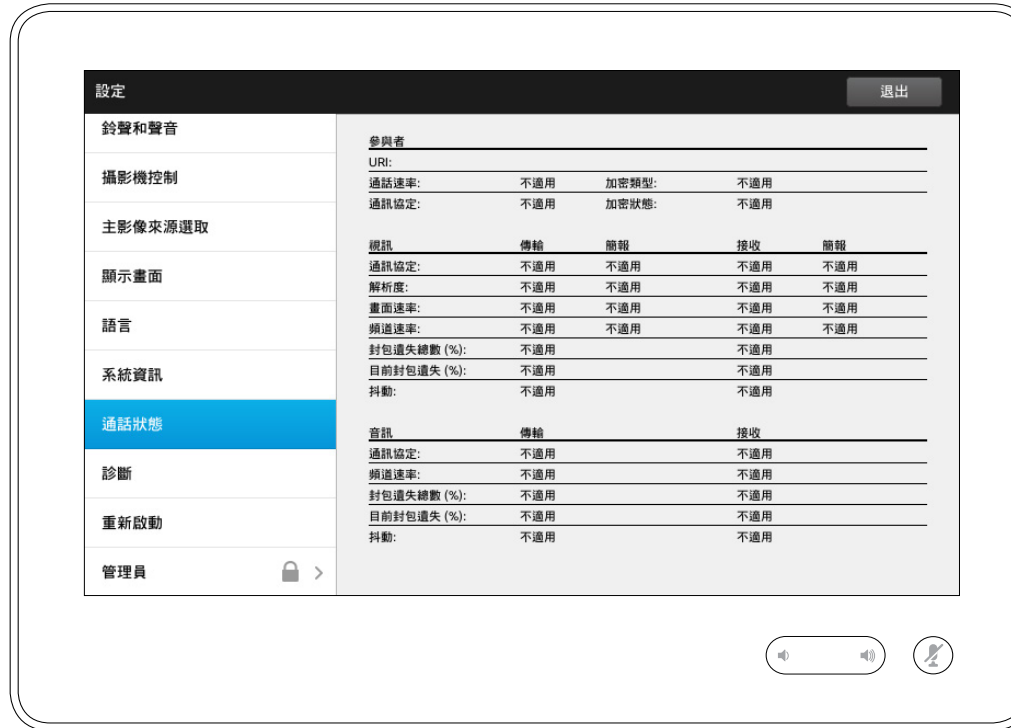 設定
退出
鈴聲和聲音
攝影機控制
主影像來源選取
顯示畫面
語言
系統資訊
通話狀態
診斷
重新啟動
管理員
參與者
URI:
通話速率: 不適用 加密類型: 不適用
通訊協定: 不適用 加密狀態: 不適用
視訊 傳輸 簡報 接收 簡報
通訊協定: 不適用 不適用 不適用 不適用
解析度: 不適用 不適用 不適用 不適用
畫面速率: 不適用 不適用 不適用 不適用
頻道速率: 不適用 不適用 不適用 不適用
封包遺失總數 (%): 不適用 不適用
目前封包遺失 (%): 不適用 不適用
抖動: 不適用 不適用
音訊 傳輸 接收
通訊協定: 不適用 不適用
頻道速率: 不適用 不適用
封包遺失總數 (%): 不適用 不適用
目前封包遺失 (%): 不適用 不適用
抖動: 不適用 不適用